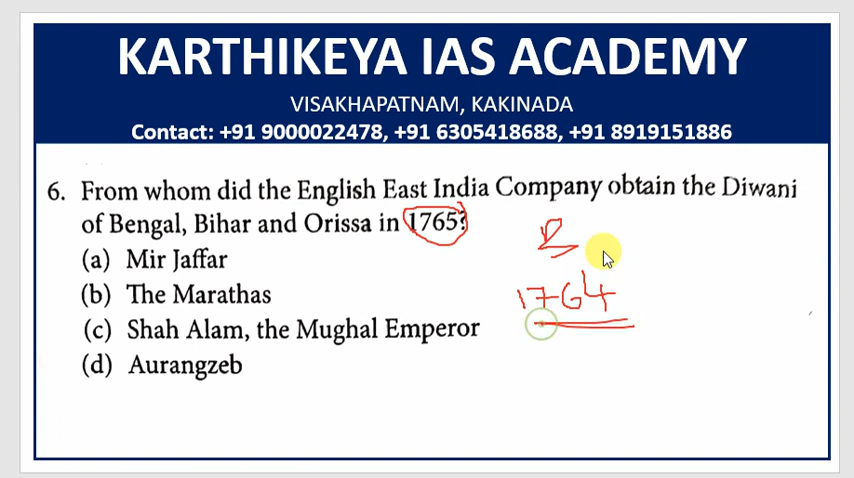 KARTHIKEYA IAS ACADEMY
VISAKHAPATNAM, KAKINADA
Contact: +91 9000022478, +91 6305418688, +91 8919151886
6. From whom did the English East India Company obtain the Diwani
of Bengal, Bihar and Orissa in 1765?
B
(a) Mir Jaffar
(b) The Marathas
1764
(c) Shah Alam, the Mughal Emperor
(d) Aurangzeb